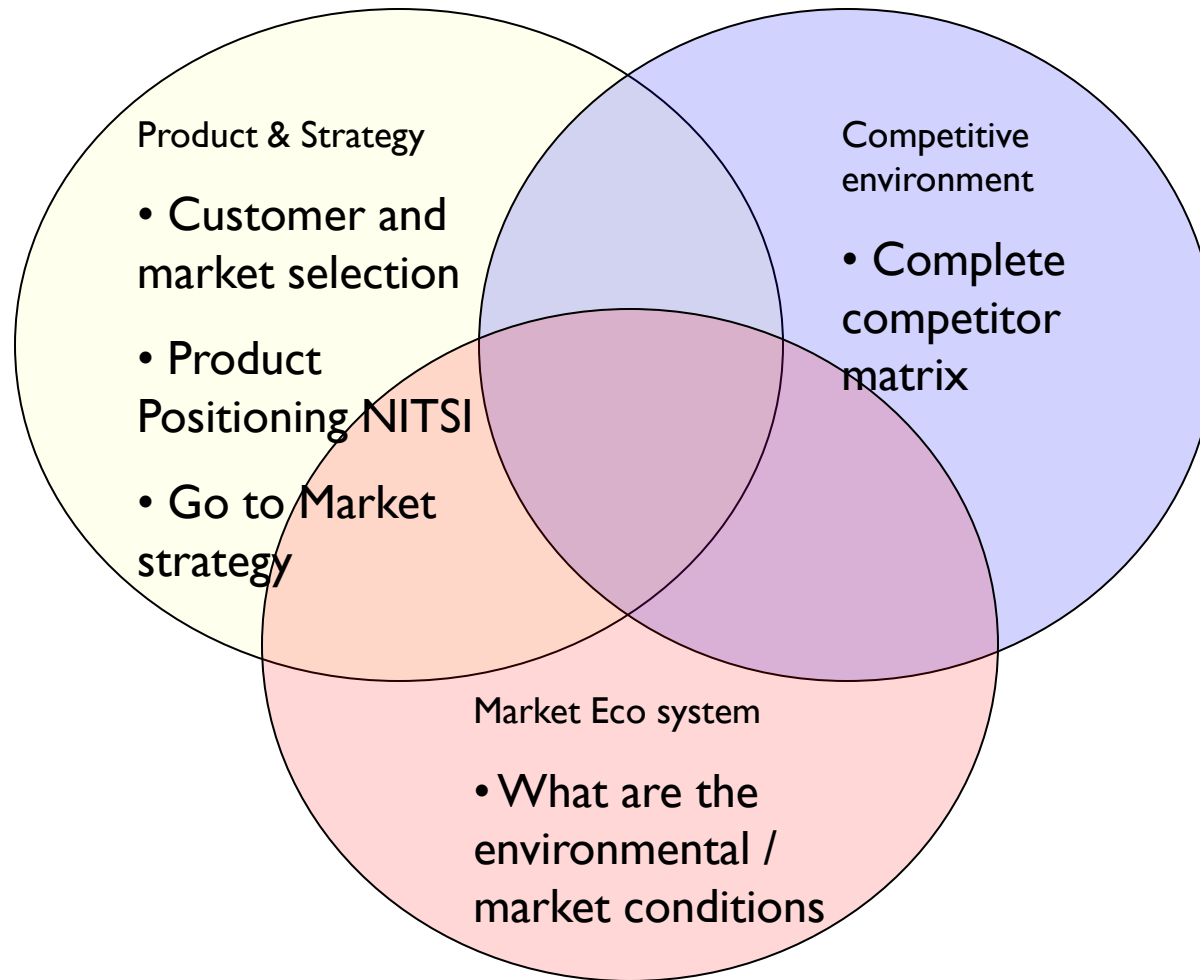 Product & Strategy
• Customer and
market selection
• Product
Positioning NITSI
• Go to Market
strategy
Competitive
environment
• Complete
competitor
matrix
Market Eco system
• What are the
environmental /
market conditions